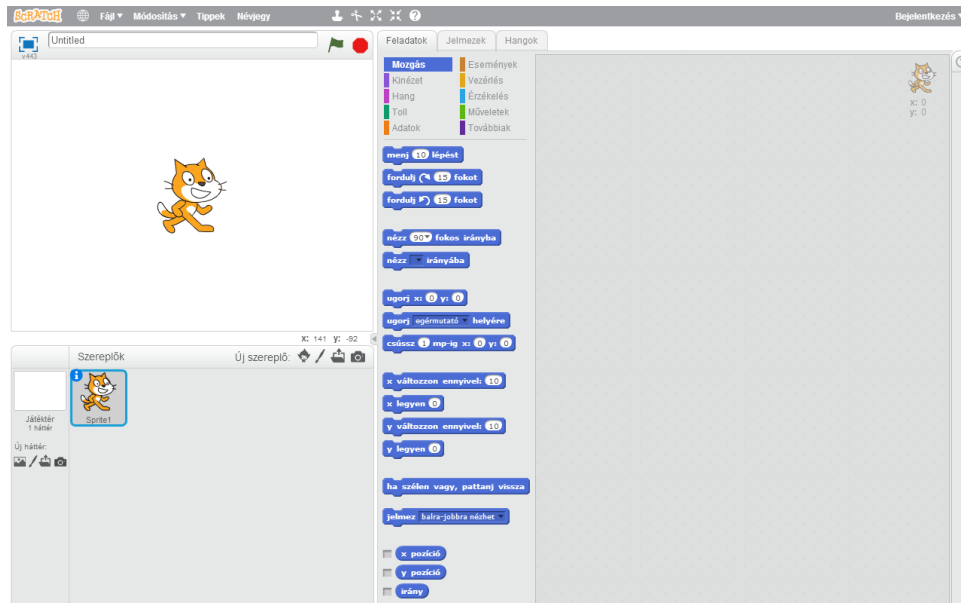 SCRATCH Fájl Módosítás Tippek Névjegy Bejelentkezés
Untitled
v443
Feladatok Jelmezek Hangok
Mozgás Események
Kinézet Vezérlés
Hang Érzékelés
Toll Műveletek
Adatok Továbbiak
x: 0
y: 0
menj 10 lépést
fordulj 15 fokot
fordulj 15 fokot
nézz 90 fokos irányba
nézz irányába
ugorj x: 0 y: 0
ugorj egérmutató helyére
csússz 1 mp-ig x: 0 y: 0
x változzon ennyivel: 10
x legyen 0
y változzon ennyivel: 10
y legyen 0
ha szélen vagy, pattanj vissza
jelmez balra-jobbra nézhet
x pozíció
y pozíció
irány
X: 141 Y: -92
Szereplők Új szereplő:
Játéktér
1 háttér
Sprite1
Új háttér: